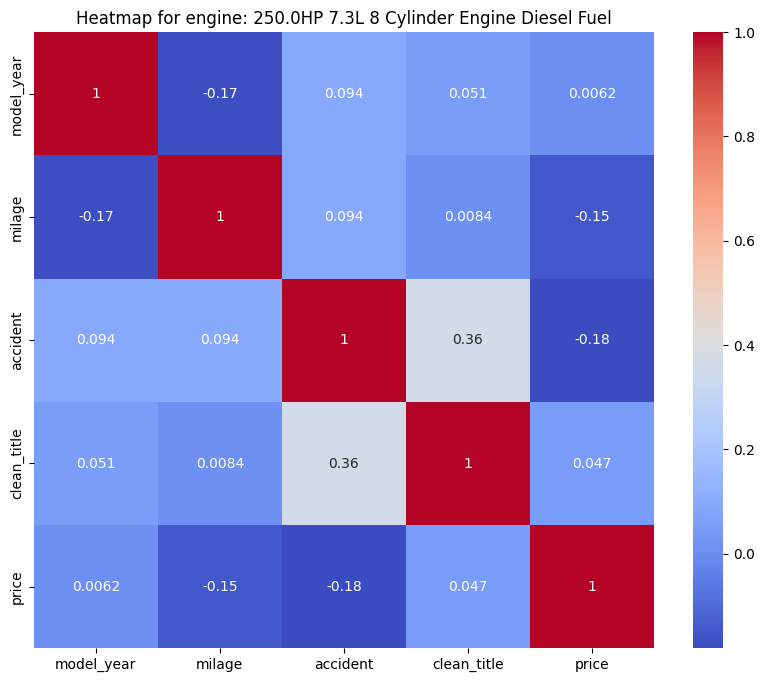 Heatmap for engine: 250.0HP 7.3L 8 Cylinder Engine Diesel Fuel
model_year
1
-0.17
0.094
0.051
0.0062
milage
-0.17
1
0.094
0.0084
-0.15
accident
0.094
0.094
1
0.36
-0.18
clean_title
0.051
0.0084
0.36
1
0.047
price
0.0062
-0.15
-0.18
0.047
1
model_year
milage
accident
clean_title
price
1.0
0.8
0.6
0.4
0.2
0.0